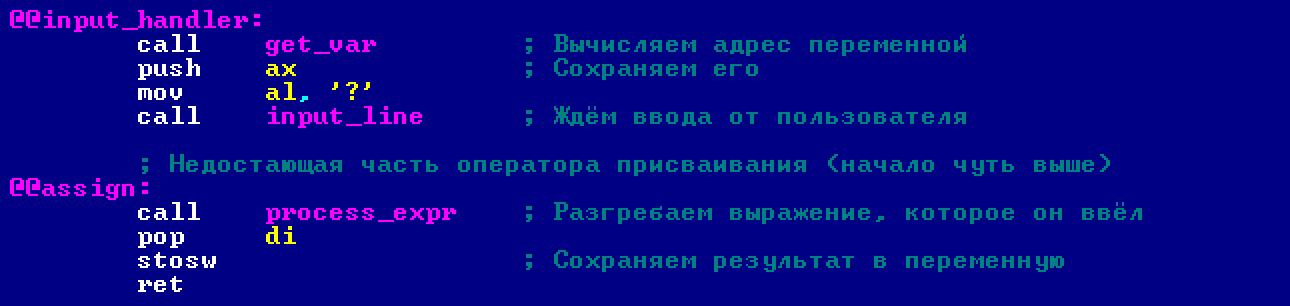 @@input_handler:
call get_var ; Вычисляем адрес переменной
push ax ; Сохраняем его
mov al, '?'
call input_line ; Ждём ввода от пользователя
; Недостающая часть оператора присваивания (начало чуть выше)
@@assign:
call process_expr ; Разгребаем выражение, которое он ввёл
pop di
stosw ; Сохраняем результат в переменную
ret